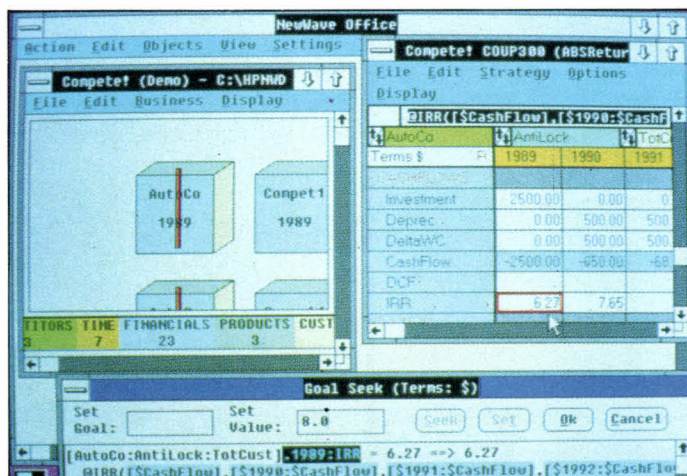 NewWave Office
Action Edit Objects View Settings
Compete! (Demo) - C:\HPNWD
File Edit Business Display
AutoCo
1989
Compet1
1989
TITORS TIME FINANCIALS PRODUCTS CUST
3 7 23 3
Compete! COUP300 (ABSRetur
File Edit Strategy Options
Display
@IRR([$CashFlow],[$1990:$CashF
AutoCo AntiLock TotC
Terms $ 1989 1990 1991
CASHFLOWS
Investment 2500.00 0.00 0
Deprec 0.00 500.00 500
DeltaWC 0.00 500.00 500
CashFlow -2500.00 -650.00 -68
DCF
IRR 6.27 7.65
Goal Seek (Terms: $)
Set Goal:
Set Value: 8.0
Seek Set Ok Cancel
[AutoCo:AntiLock:TotCust] 1989:IRR = 6.27 ==> 6.27
@IRR([$CashFlow],[$1990:$CashFlow],[$1991:$CashFlow],[$1992:$CashFlo